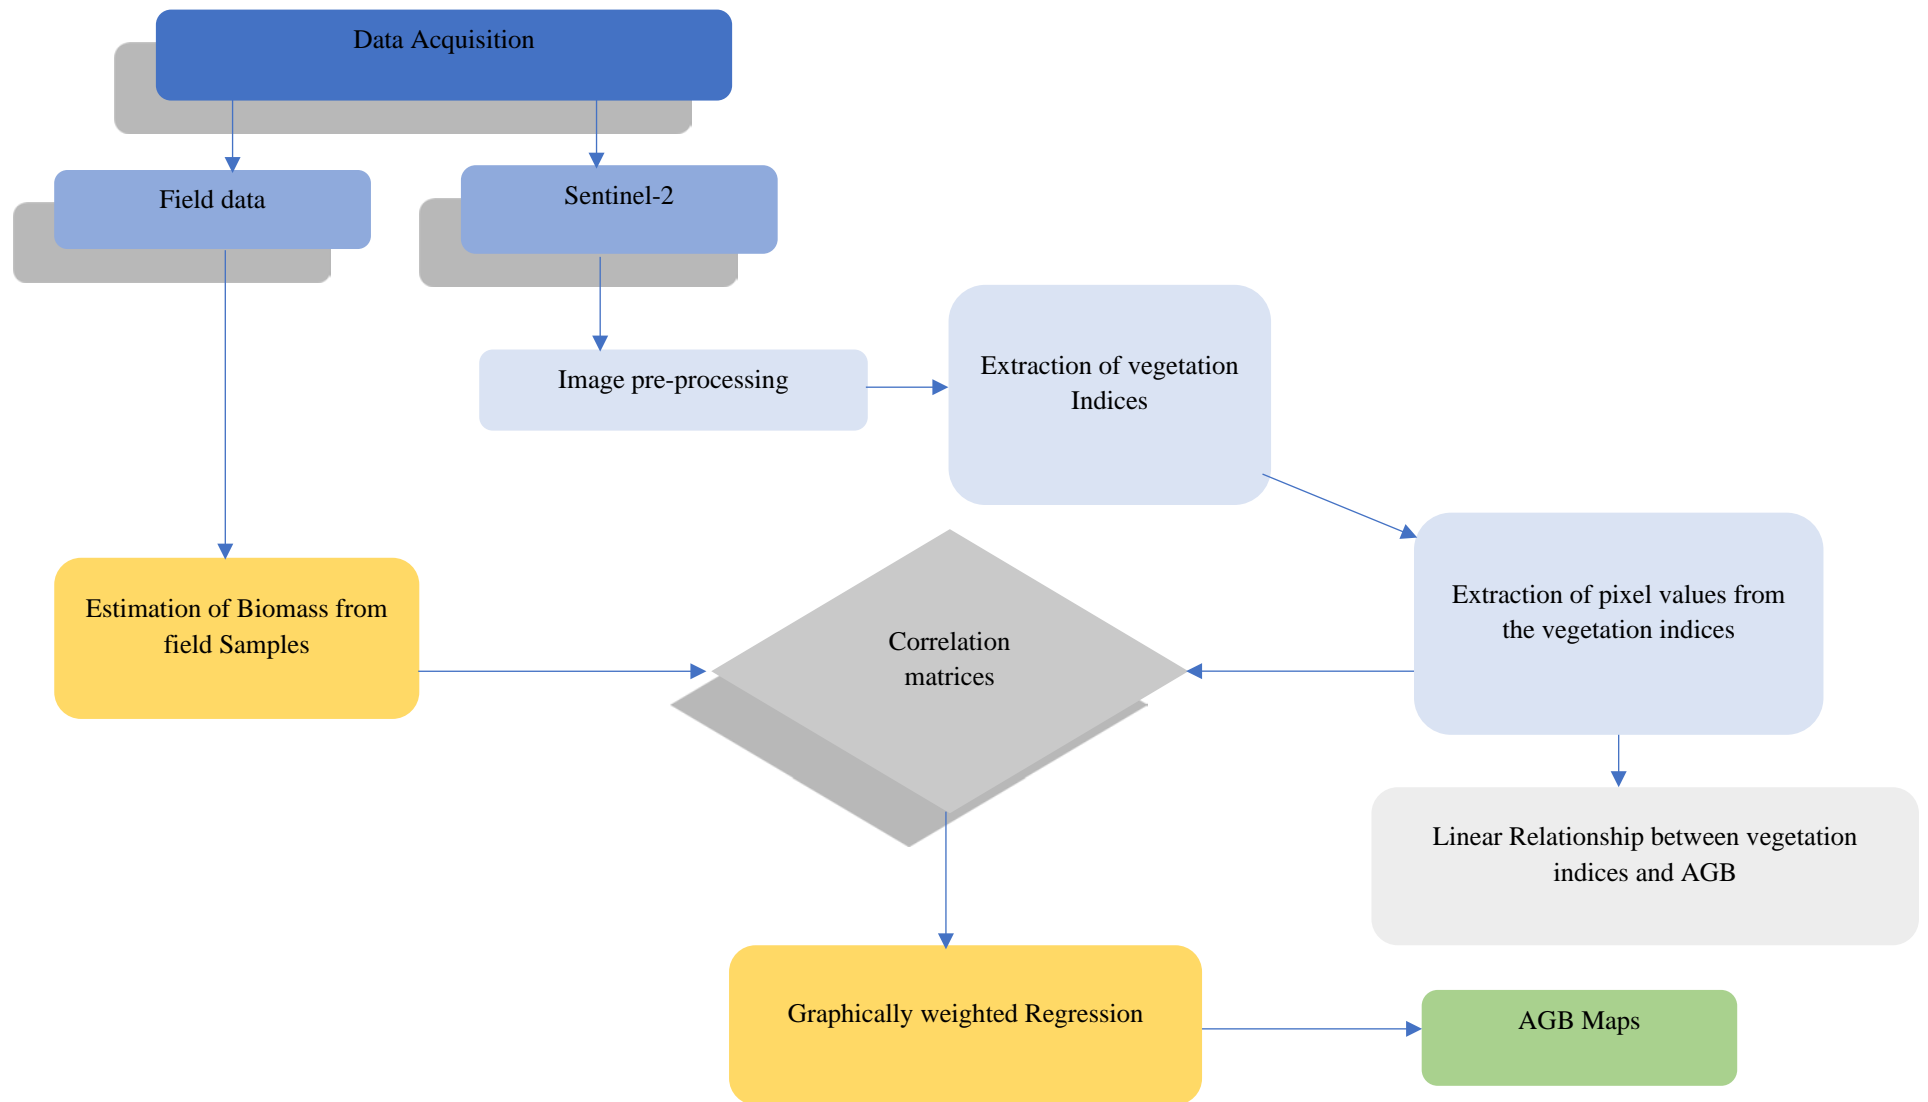 Data Acquisition
Field data
Sentinel-2
Image pre-processing
Extraction of vegetation
Indices
Estimation of Biomass from
field Samples
Correlation
matrices
Extraction of pixel values from
the vegetation indices
Linear Relationship between vegetation
indices and AGB
Graphically weighted Regression
AGB Maps